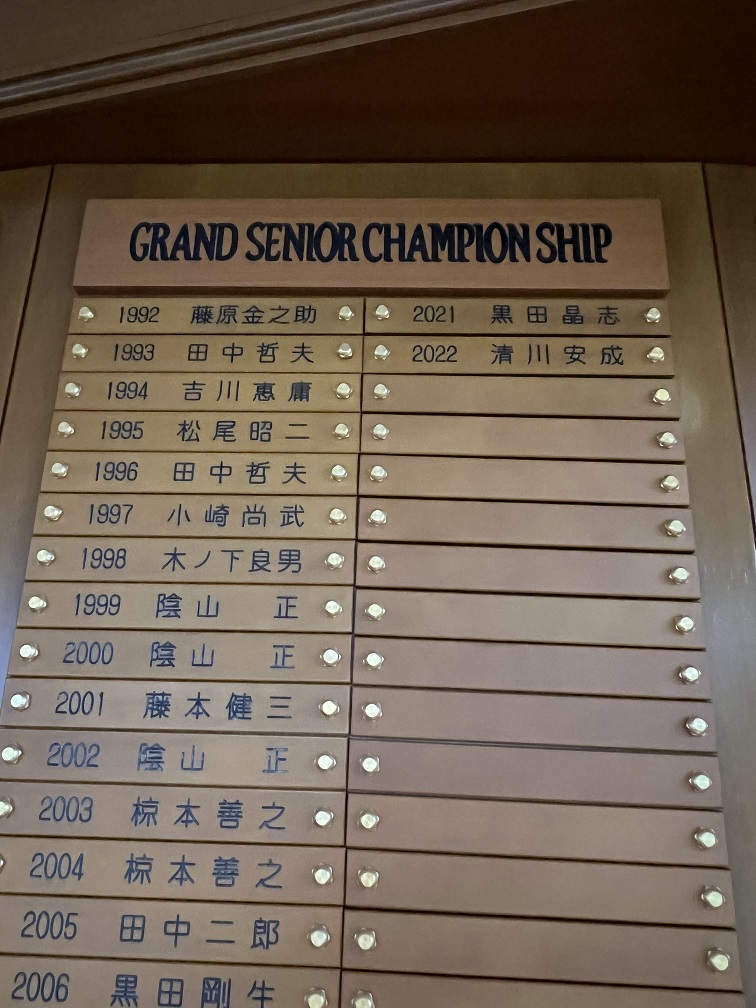 GRAND SENIOR CHAMPION SHIP
1992 藤原金之助
1993 田中哲夫
1994 吉川惠庸
1995 松尾昭二
1996 田中哲夫
1997 小崎尚武
1998 木ノ下良男
1999 陰山 正
2000 陰山 正
2001 藤本健三
2002 陰山 正
2003 椋本善之
2004 椋本善之
2005 田中二郎
2006 黒田剛生
2021 黒田晶志
2022 清川安成